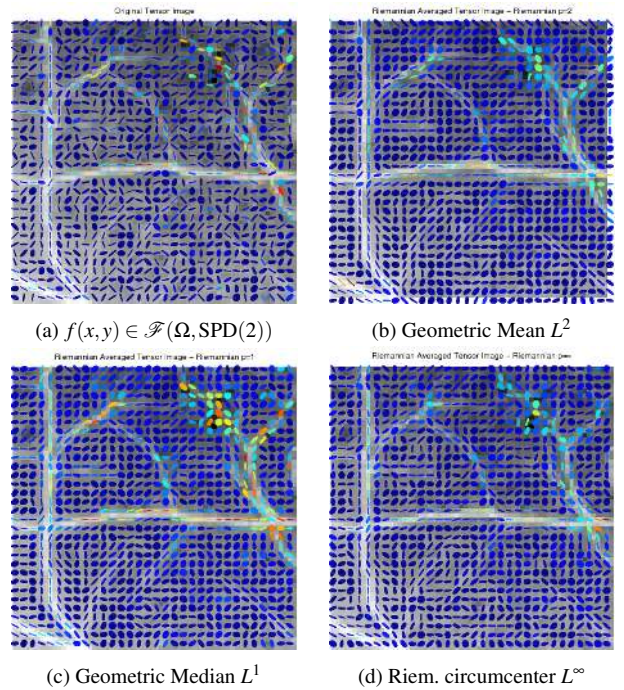 Original Tensor Image
Riemannian Averaged Tensor Image − Riemannian p=2
(a) f(x,y) ∈ ℱ(Ω,SPD(2))
(b) Geometric Mean L²
Riemannian Averaged Tensor Image − Riemannian p=1
Riemannian Averaged Tensor Image − Riemannian p=∞
(c) Geometric Median L¹
(d) Riem. circumcenter L^∞